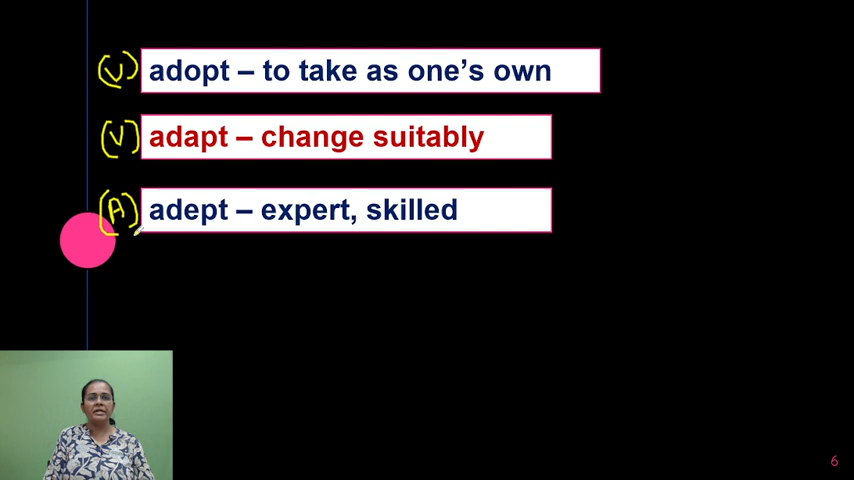 (V) adopt – to take as one's own
(V) adapt – change suitably
(A) adept – expert, skilled
6